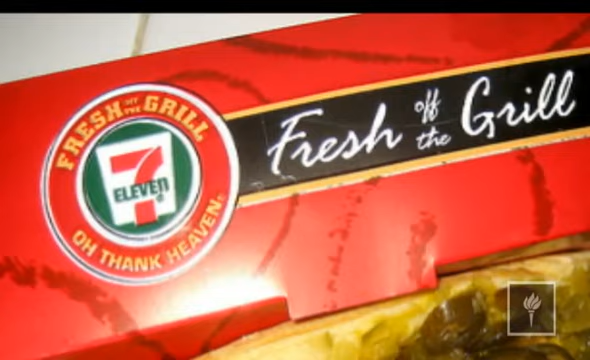 FRESH OFF THE GRILL
7
ELEVEN®
OH THANK HEAVEN®
Fresh off the Grill